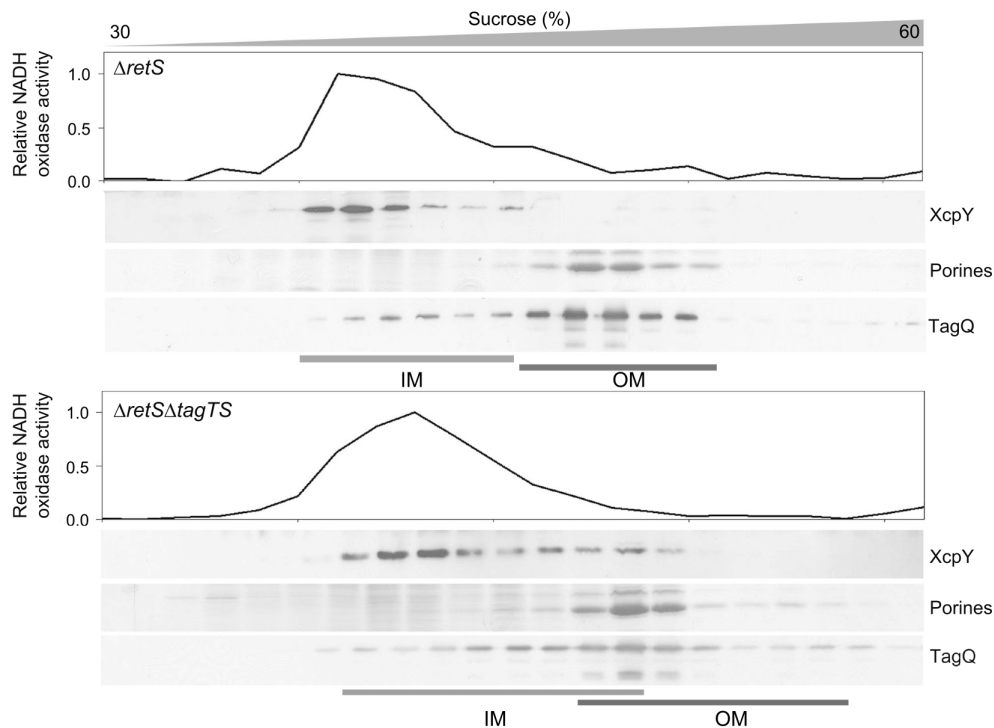 Sucrose (%)
30
60
Relative NADH
oxidase activity
ΔretS
1.0
0.5
0.0
XcpY
Porines
TagQ
IM
OM
Relative NADH
oxidase activity
ΔretSΔtagTS
1.0
0.5
0.0
XcpY
Porines
TagQ
IM
OM